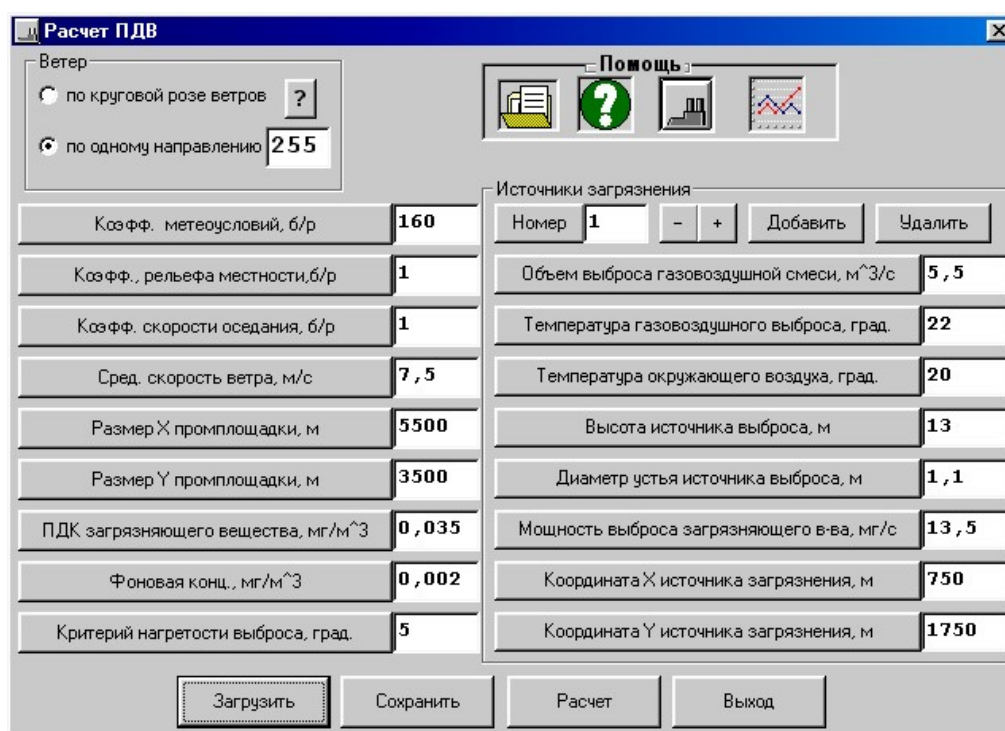 Расчет ПДВ
Ветер
по круговой розе ветров ?
по одному направлению 255
Помощь
?
Коэфф. метеоусловий, б/р 160
Коэфф., рельефа местности,б/р 1
Коэфф. скорости оседания, б/р 1
Сред. скорость ветра, м/с 7,5
Размер X промплощадки, м 5500
Размер Y промплощадки, м 3500
ПДК загрязняющего вещества, мг/м^3 0,035
Фоновая конц., мг/м^3 0,002
Критерий нагретости выброса, град. 5
Источники загрязнения
Номер 1 - + Добавить Удалить
Объем выброса газовоздушной смеси, м^3/с 5,5
Температура газовоздушного выброса, град. 22
Температура окружающего воздуха, град. 20
Высота источника выброса, м 13
Диаметр устья источника выброса, м 1,1
Мощность выброса загрязняющего в-ва, мг/с 13,5
Координата X источника загрязнения, м 750
Координата Y источника загрязнения, м 1750
Загрузить Сохранить Расчет Выход